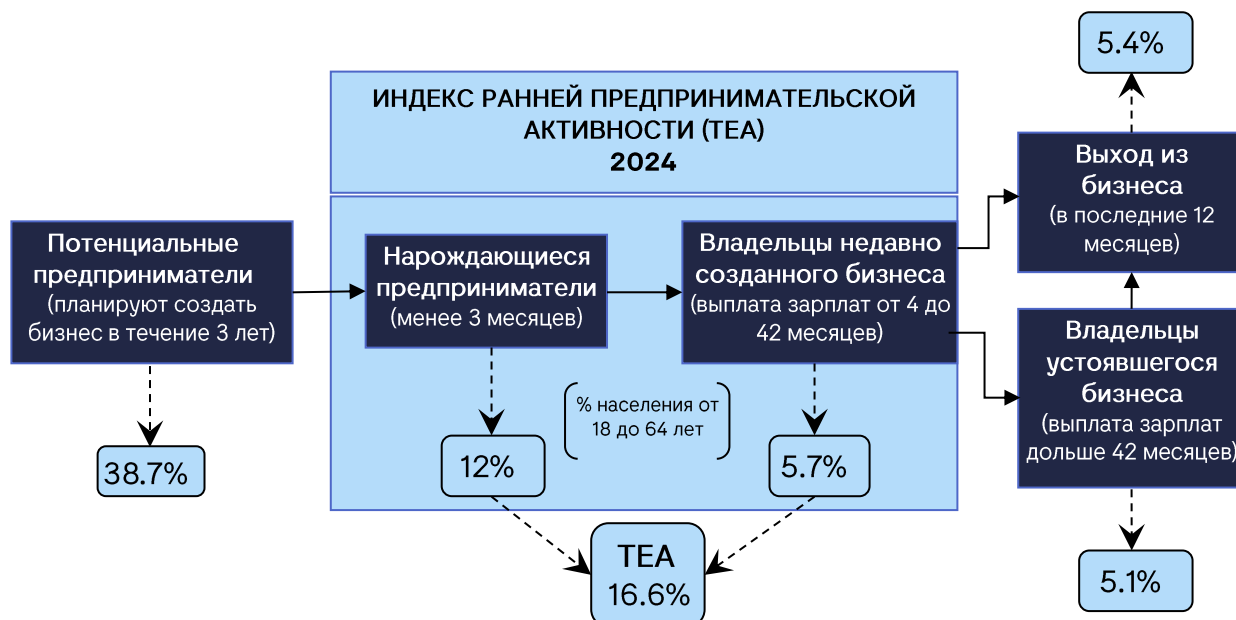 5.4%
ИНДЕКС РАННЕЙ ПРЕДПРИНИМАТЕЛЬСКОЙ
АКТИВНОСТИ (TEA)
2024
Потенциальные
предприниматели
(планируют создать
бизнес в течение 3 лет)
38.7%
Нарождающиеся
предприниматели
(менее 3 месяцев)
12%
Владельцы недавно
созданного бизнеса
(выплата зарплат от 4 до
42 месяцев)
5.7%
% населения от
18 до 64 лет
TEA
16.6%
Выход из
бизнеса
(в последние 12
месяцев)
Владельцы
устоявшегося
бизнеса
(выплата зарплат
дольше 42 месяцев)
5.1%